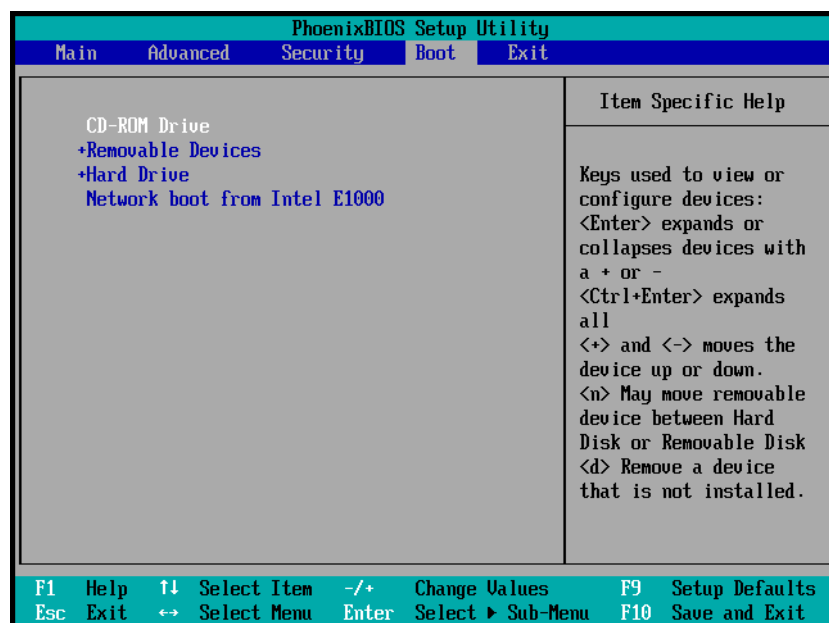 PhoenixBIOS Setup Utility
Main Advanced Security Boot Exit
CD-ROM Drive
+Removable Devices
+Hard Drive
Network boot from Intel E1000
Item Specific Help
Keys used to view or
configure devices:
<Enter> expands or
collapses devices with
a + or -
<Ctrl+Enter> expands
all
<+> and <-> moves the
device up or down.
<n> May move removable
device between Hard
Disk or Removable Disk
<d> Remove a device
that is not installed.
F1 Help ↑↓ Select Item -/+ Change Values F9 Setup Defaults
Esc Exit ↔ Select Menu Enter Select ▶ Sub-Menu F10 Save and Exit